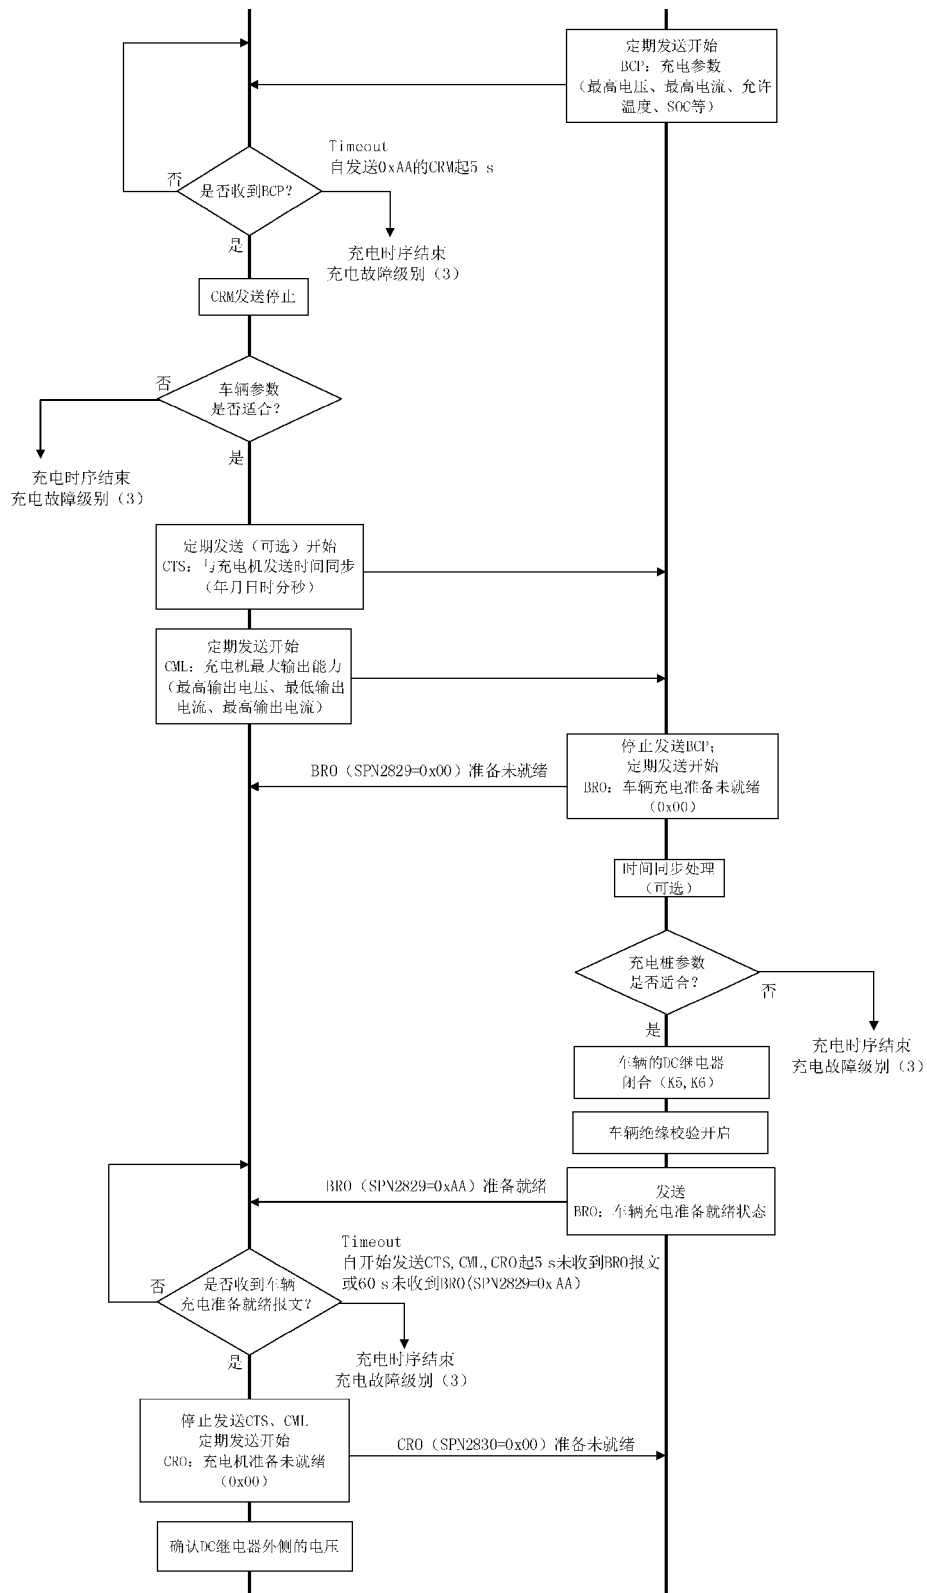 定期发送开始
BCP：充电参数
（最高电压、最高电流、允许
温度、SOC等）
Timeout
自发送0xAA的CRM起5 s
否
是否收到BCP?
是
充电时序结束
充电故障级别（3）
CRM发送停止
否
车辆参数
是否适合?
是
充电时序结束
充电故障级别（3）
定期发送（可选）开始
CTS：与充电机发送时间同步
（年月日时分秒）
定期发送开始
CML：充电机最大输出能力
（最高输出电压、最低输出
电流、最高输出电流）
停止发送BCP；
定期发送开始
BRO：车辆充电准备未就绪
（0x00）
BRO（SPN2829=0x00）准备未就绪
时间同步处理
（可选）
充电桩参数
是否适合?
否
是
充电时序结束
充电故障级别（3）
车辆的DC继电器
闭合（K5,K6）
车辆绝缘校验开启
发送
BRO：车辆充电准备就绪状态
BRO（SPN2829=0xAA）准备就绪
Timeout
自开始发送CTS,CML,CRO起5 s未收到BRO报文
或60 s未收到BRO(SPN2829=0xAA)
否
是否收到车辆
充电准备就绪报文?
是
充电时序结束
充电故障级别（3）
停止发送CTS、CML
定期发送开始
CRO：充电机准备未就绪
（0x00）
CRO（SPN2830=0x00）准备未就绪
确认DC继电器外侧的电压